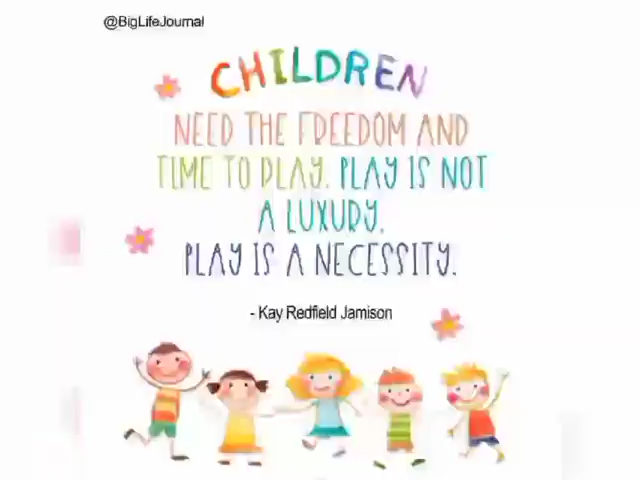 @BigLifeJournal
CHILDREN
NEED THE FREEDOM AND
TIME TO PLAY. PLAY IS NOT
A LUXURY.
PLAY IS A NECESSITY.
- Kay Redfield Jamison